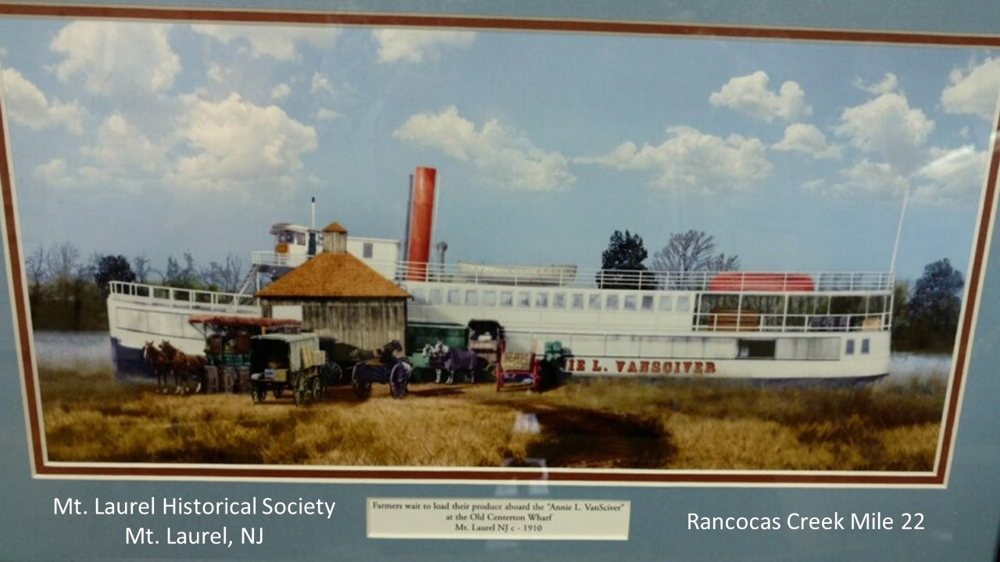 NIE L. VANSCIVER
Mt. Laurel Historical Society
Mt. Laurel, NJ
Farmers wait to load their produce aboard the "Annie L. VanSciver"
at the Old Centerton Wharf
Mt. Laurel NJ c - 1910
Rancocas Creek Mile 22